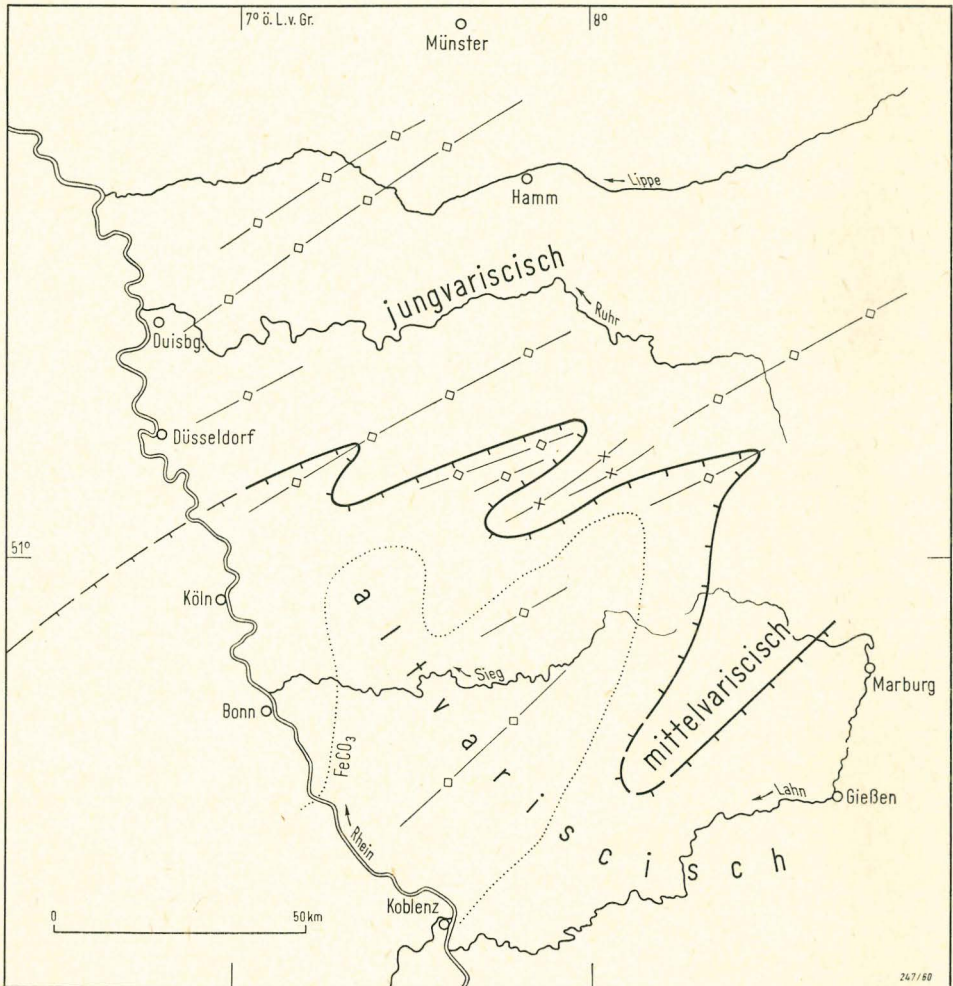 7° ö. L.v. Gr.
8°
Münster
Lippe
Hamm
jungvariscisch
Ruhr
Duisbg.
Düsseldorf
51°
Köln
altvariscisch
Sieg
Marburg
Bonn
mittelvariscisch
FeCO₃
Lahn
Gießen
Rhein
Koblenz
0 50 km
247/60